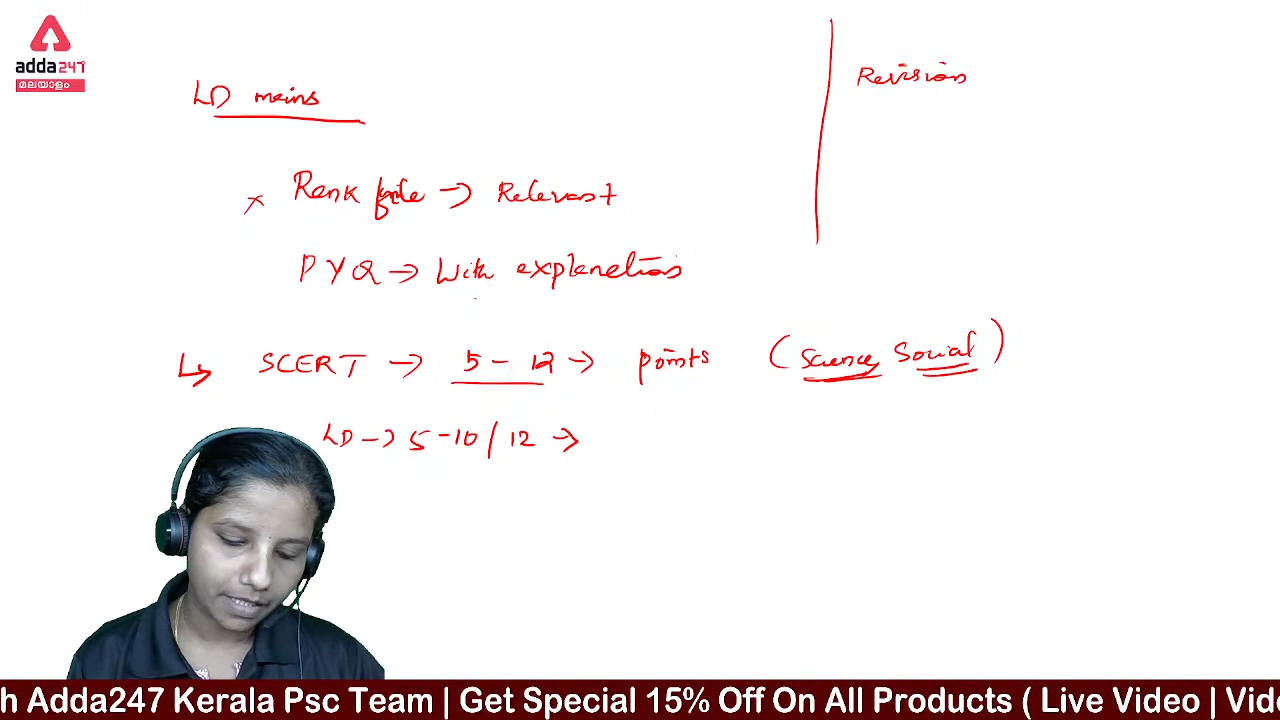 adda247
മലയാളം
LD mains
Revision
x Rank file → Relevant
PYQ → With explanation
↳ SCERT → 5 - 12 → points (Science, Social)
LD → 5 - 10 / 12 →
h Adda247 Kerala Psc Team | Get Special 15% Off On All Products ( Live Video | Vid